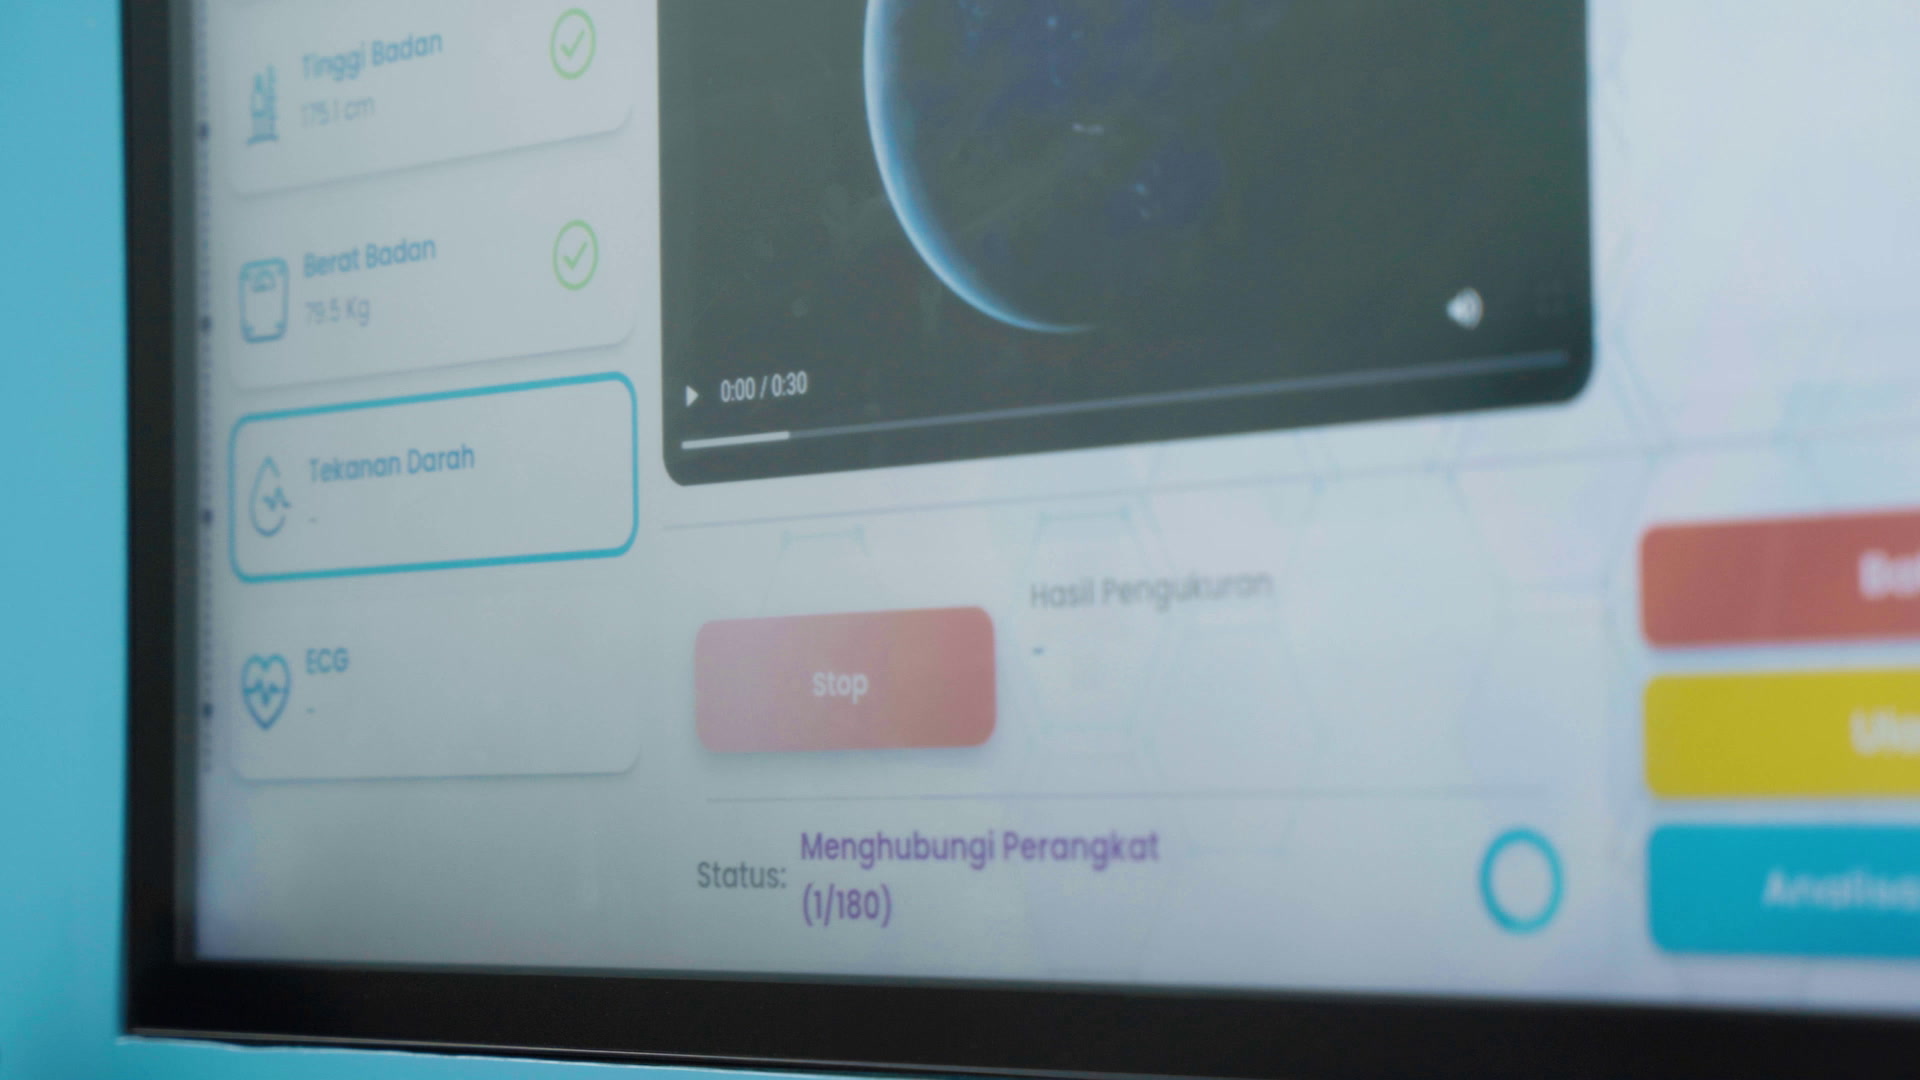 Tinggi Badan
175.1 cm
Berat Badan
79.5 Kg
Tekanan Darah
-
ECG
-
0:00 / 0:30
Stop
Hasil Pengukuran
-
Status:
Menghubungi Perangkat
(1/180)